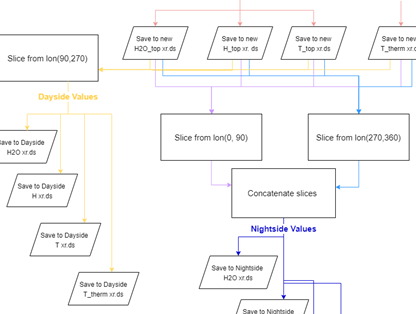 Save to new
H2O_top xr. ds
Save to new
H_top xr. ds
Save to new
T_top xr. ds
Save to new
T_therm xr. ds
Slice from lon(90,270)
Dayside Values
Save to Dayside
H2O xr.ds
Save to Dayside
H xr.ds
Save to Dayside
T xr.ds
Save to Dayside
T_therm xr.ds
Slice from lon(0, 90)
Slice from lon(270,360)
Concatenate slices
Nightside Values
Save to Nightside
H2O xr.ds
Save to Nightside